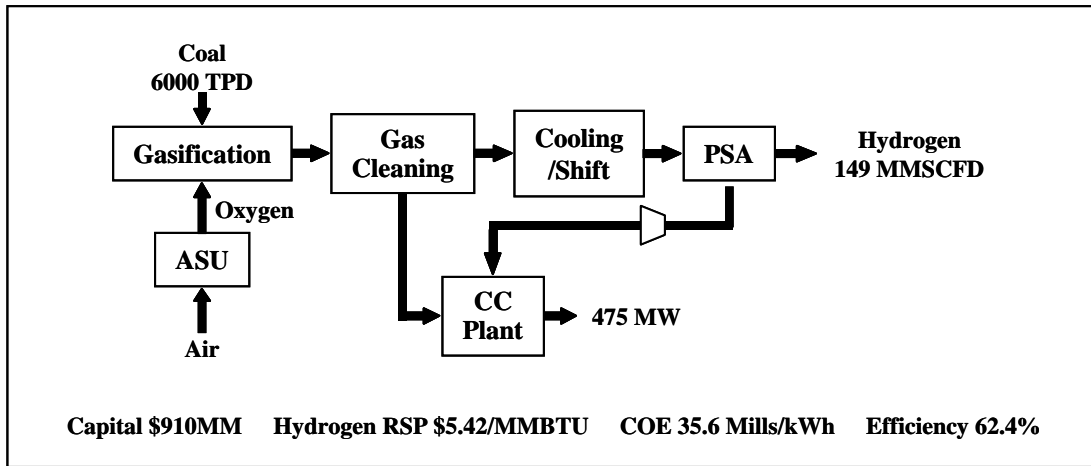 Coal
6000 TPD
Gasification
Gas
Cleaning
Cooling
/Shift
PSA
Hydrogen
149 MMSCFD
Oxygen
ASU
CC
Plant
475 MW
Air
Capital $910MM Hydrogen RSP $5.42/MMBTU COE 35.6 Mills/kWh Efficiency 62.4%